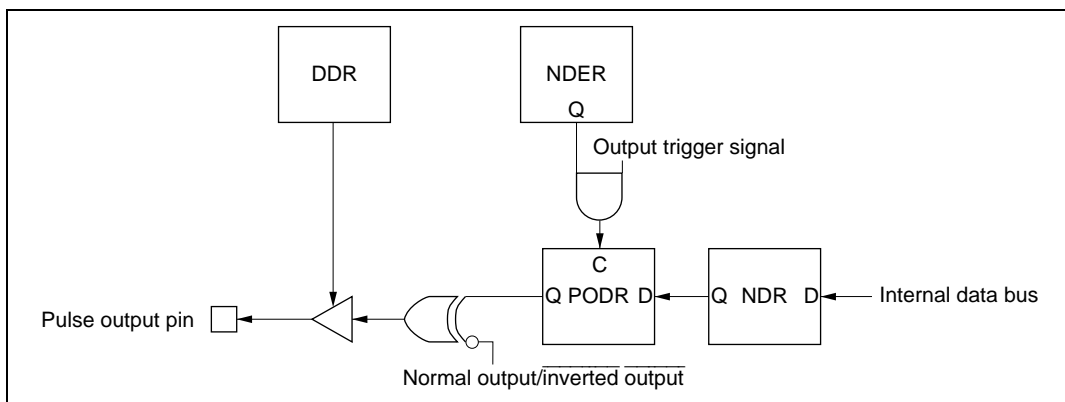 DDR
NDER
Q
Output trigger signal
C
Q PODR D
Q NDR D
Internal data bus
Pulse output pin
Normal output/inverted output